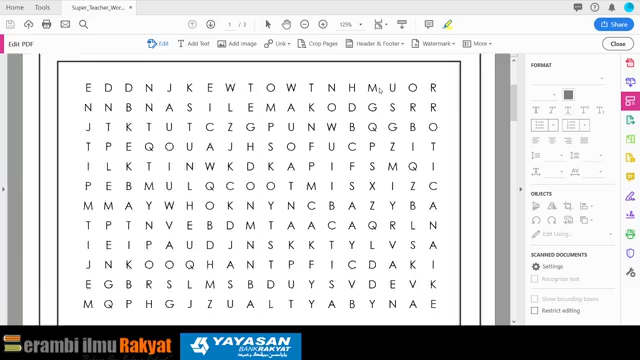 Home Tools Super_Teacher_Wor... × Share
1 / 3 125%
Edit PDF Edit Add Text Add Image Link Crop Pages Header & Footer Watermark More Close
E D D N J K E W T O W T N H M U O R
N N B N A S I L E M A K O D G S R R
J T K T U T C Z G P U N W B Q G B O
T P E Q O U A J H S O F U C P Z I T
I L K T I N W K D K A P I F S M Q I
P E B M U L Q C O O T M I S X I Z C
M M A Y W H O K N Y N C B A Z Y B A
T P T N V E B D M T A A C A Q R L N
I E I P A U D J N S K K T Y L V S A
J N K O O Q H A N T P F I C D A K I
E G B R S L M S B D U Y S V D E V K
M Q P H G J Z U A L T Y A B Y N A E
FORMAT
OBJECTS
Edit Using...
SCANNED DOCUMENTS
Settings
Recognise text
Show bounding boxes
Restrict editing
Serambi ilmu Rakyat
YAYASAN
BANK RAKYAT